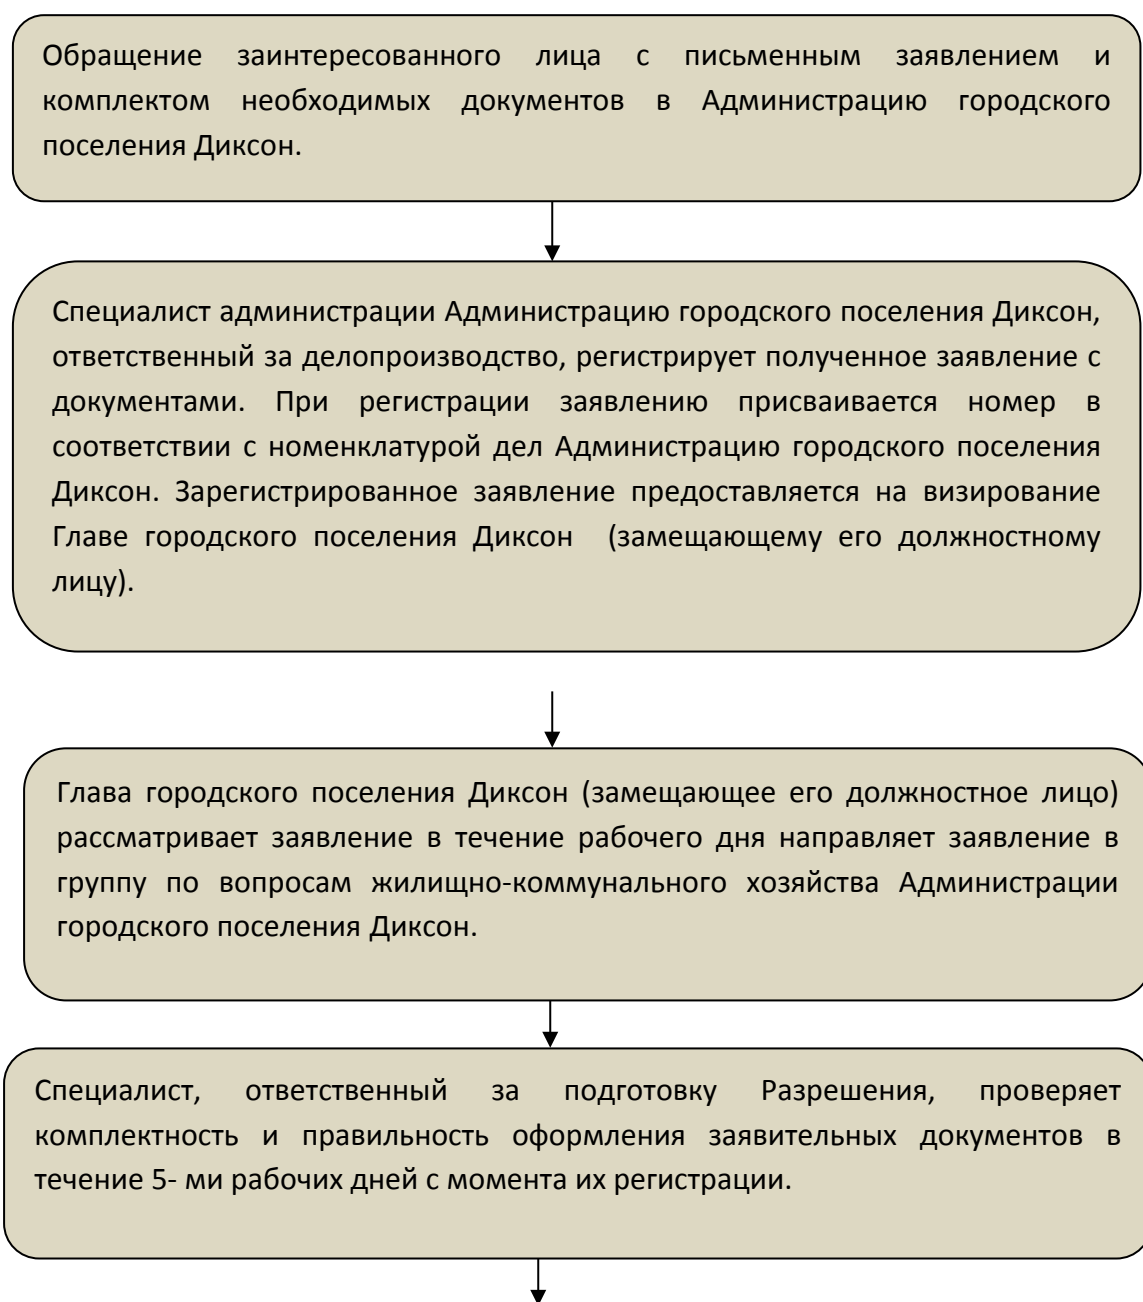 Обращение заинтересованного лица с письменным заявлением и
комплектом необходимых документов в Администрацию городского
поселения Диксон.
Специалист администрации Администрацию городского поселения Диксон,
ответственный за делопроизводство, регистрирует полученное заявление с
документами. При регистрации заявлению присваивается номер в
соответствии с номенклатурой дел Администрацию городского поселения
Диксон. Зарегистрированное заявление предоставляется на визирование
Главе городского поселения Диксон (замещающему его должностному
лицу).
Глава городского поселения Диксон (замещающее его должностное лицо)
рассматривает заявление в течение рабочего дня направляет заявление в
группу по вопросам жилищно-коммунального хозяйства Администрации
городского поселения Диксон.
Специалист, ответственный за подготовку Разрешения, проверяет
комплектность и правильность оформления заявительных документов в
течение 5- ми рабочих дней с момента их регистрации.